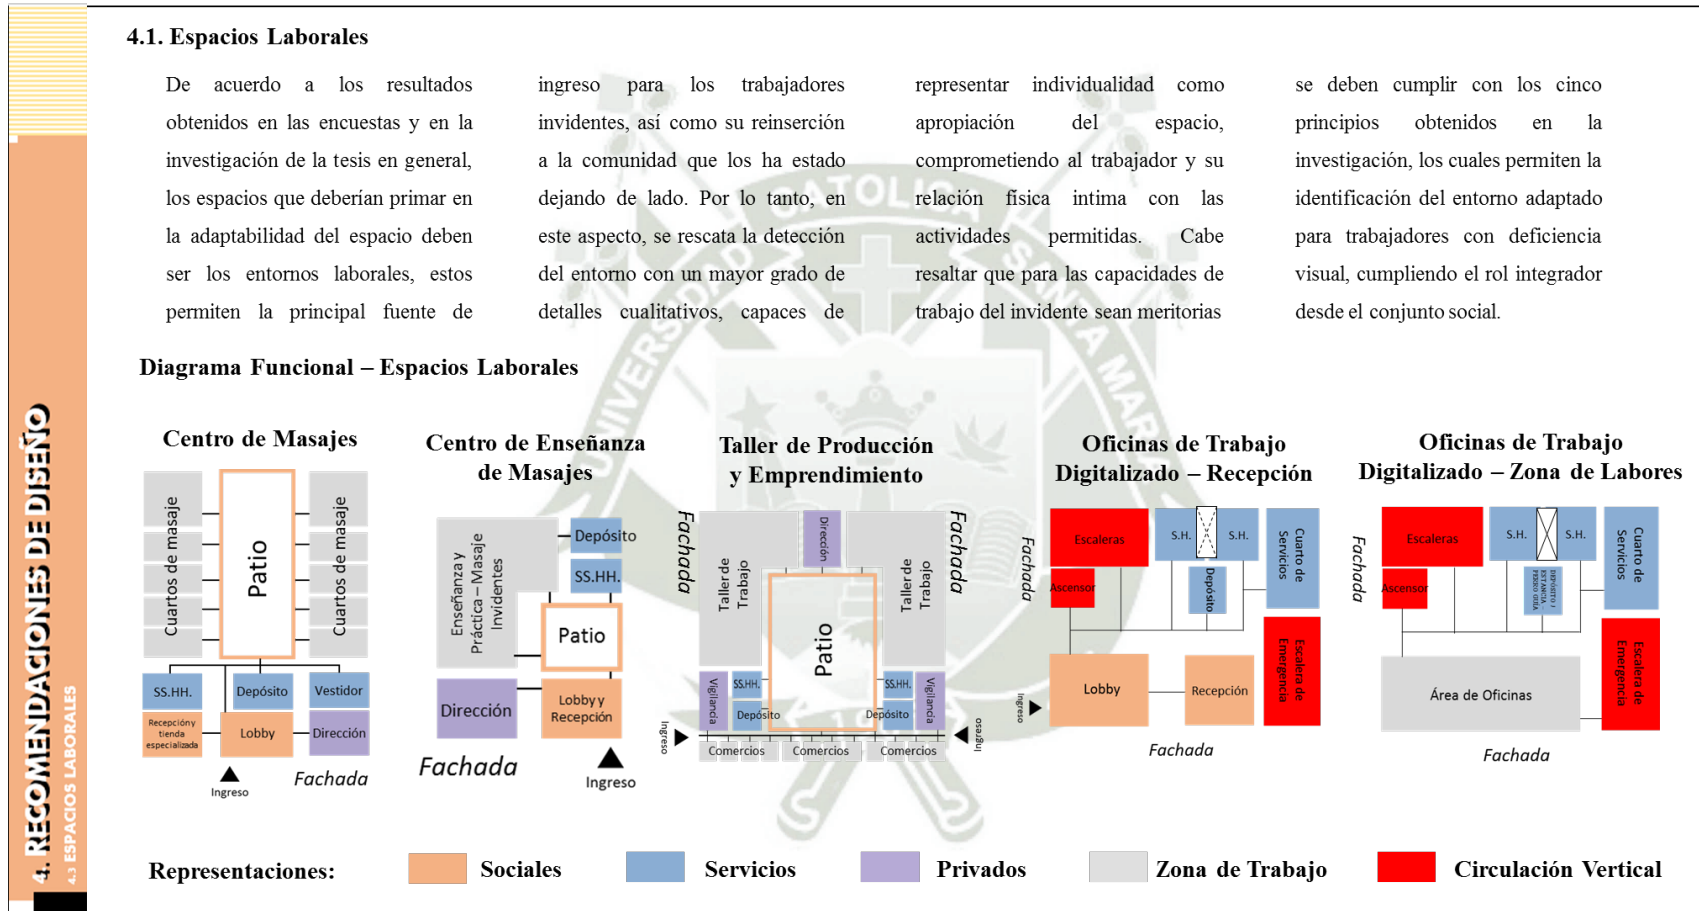 4.1. Espacios Laborales
De acuerdo a los resultados
obtenidos en las encuestas y en la
investigación de la tesis en general,
los espacios que deberían primar en
la adaptabilidad del espacio deben
ser los entornos laborales, estos
permiten la principal fuente de
ingreso para los trabajadores
invidentes, así como su reinserción
a la comunidad que los ha estado
dejando de lado. Por lo tanto, en
este aspecto, se rescata la detección
del entorno con un mayor grado de
detalles cualitativos, capaces de
representar individualidad como
apropiación del espacio,
comprometiendo al trabajador y su
relación física intima con las
actividades permitidas. Cabe
resaltar que para las capacidades de
trabajo del invidente sean meritorias
se deben cumplir con los cinco
principios obtenidos en la
investigación, los cuales permiten la
identificación del entorno adaptado
para trabajadores con deficiencia
visual, cumpliendo el rol integrador
desde el conjunto social.
Diagrama Funcional – Espacios Laborales
Centro de Masajes
Cuartos de masaje
Patio
Cuartos de masaje
SS.HH.
Depósito
Vestidor
Recepción y
tienda
especializada
Lobby
Dirección
Ingreso
Fachada
Centro de Enseñanza
de Masajes
Enseñanza y
Práctica – Masaje
Invidentes
Depósito
SS.HH.
Patio
Dirección
Lobby y
Recepción
Fachada
Ingreso
Taller de Producción
y Emprendimiento
Fachada
Taller de
Trabajo
Dirección
Taller de
Trabajo
Fachada
Patio
Vigilancia
SS.HH.
Depósito
SS.HH.
Depósito
Vigilancia
Ingreso
Ingreso
Comercios
Comercios
Comercios
Oficinas de Trabajo
Digitalizado – Recepción
Fachada
Escaleras
S.H.
S.H.
Cuarto de
Servicios
Ascensor
Depósito
Escalera de
Emergencia
Lobby
Recepción
Ingreso
Fachada
Oficinas de Trabajo
Digitalizado – Zona de Labores
Fachada
Escaleras
S.H.
S.H.
Cuarto de
Servicios
Ascensor
DEPÓSITO /
ESTANCIA –
PERRO GUÍA
Escalera de
Emergencia
Área de Oficinas
Fachada
Representaciones:
Sociales
Servicios
Privados
Zona de Trabajo
Circulación Vertical
4. RECOMENDACIONES DE DISEÑO
4.3 ESPACIOS LABORALES
UNIVERSIDAD CATOLICA SANTA MARIA